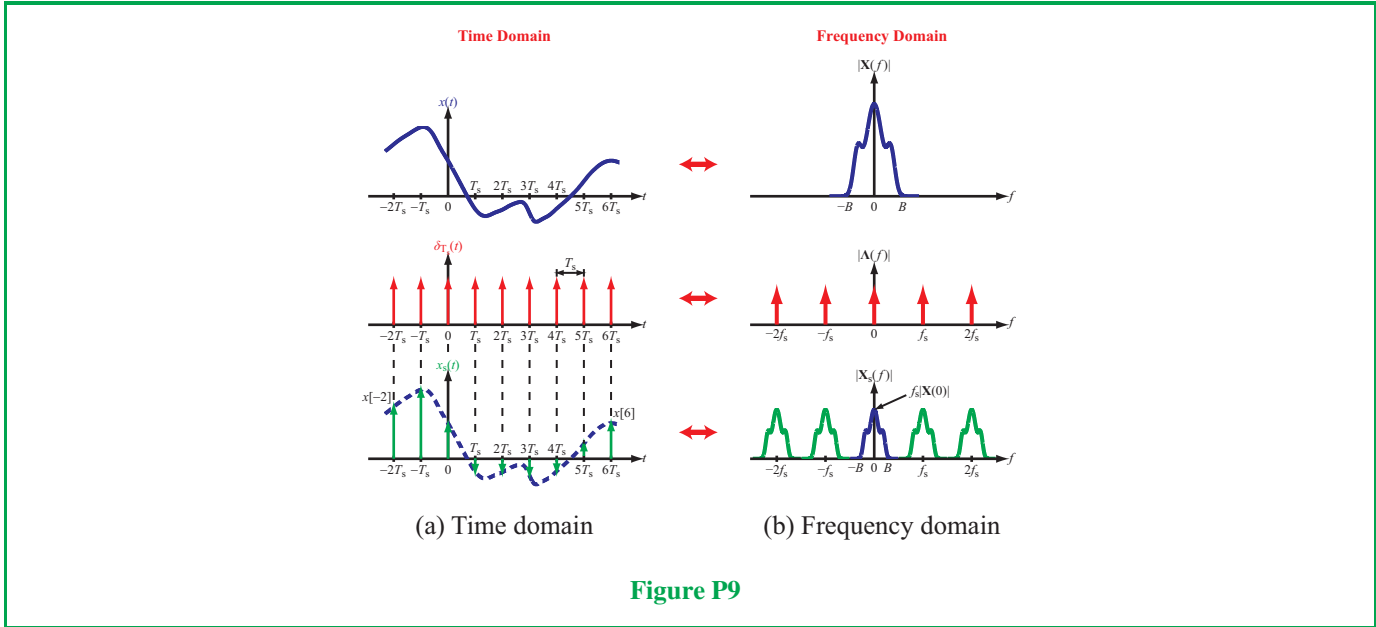 Time Domain
Frequency Domain
x(t)
Tₛ 2Tₛ 3Tₛ 4Tₛ
−2Tₛ −Tₛ 0 5Tₛ 6Tₛ
t
|X(f)|
−B 0 B
f
δT(t)
Tₛ
−2Tₛ −Tₛ 0 Tₛ 2Tₛ 3Tₛ 4Tₛ 5Tₛ 6Tₛ
t
|Λ(f)|
−2fₛ −fₛ 0 fₛ 2fₛ
f
xₛ(t)
x[−2]
x[6]
Tₛ 2Tₛ 3Tₛ 4Tₛ
−2Tₛ −Tₛ 0 5Tₛ 6Tₛ
t
|Xₛ(f)|
fₛ|X(0)|
−2fₛ −fₛ −B 0 B fₛ 2fₛ
f
(a) Time domain
(b) Frequency domain
Figure P9